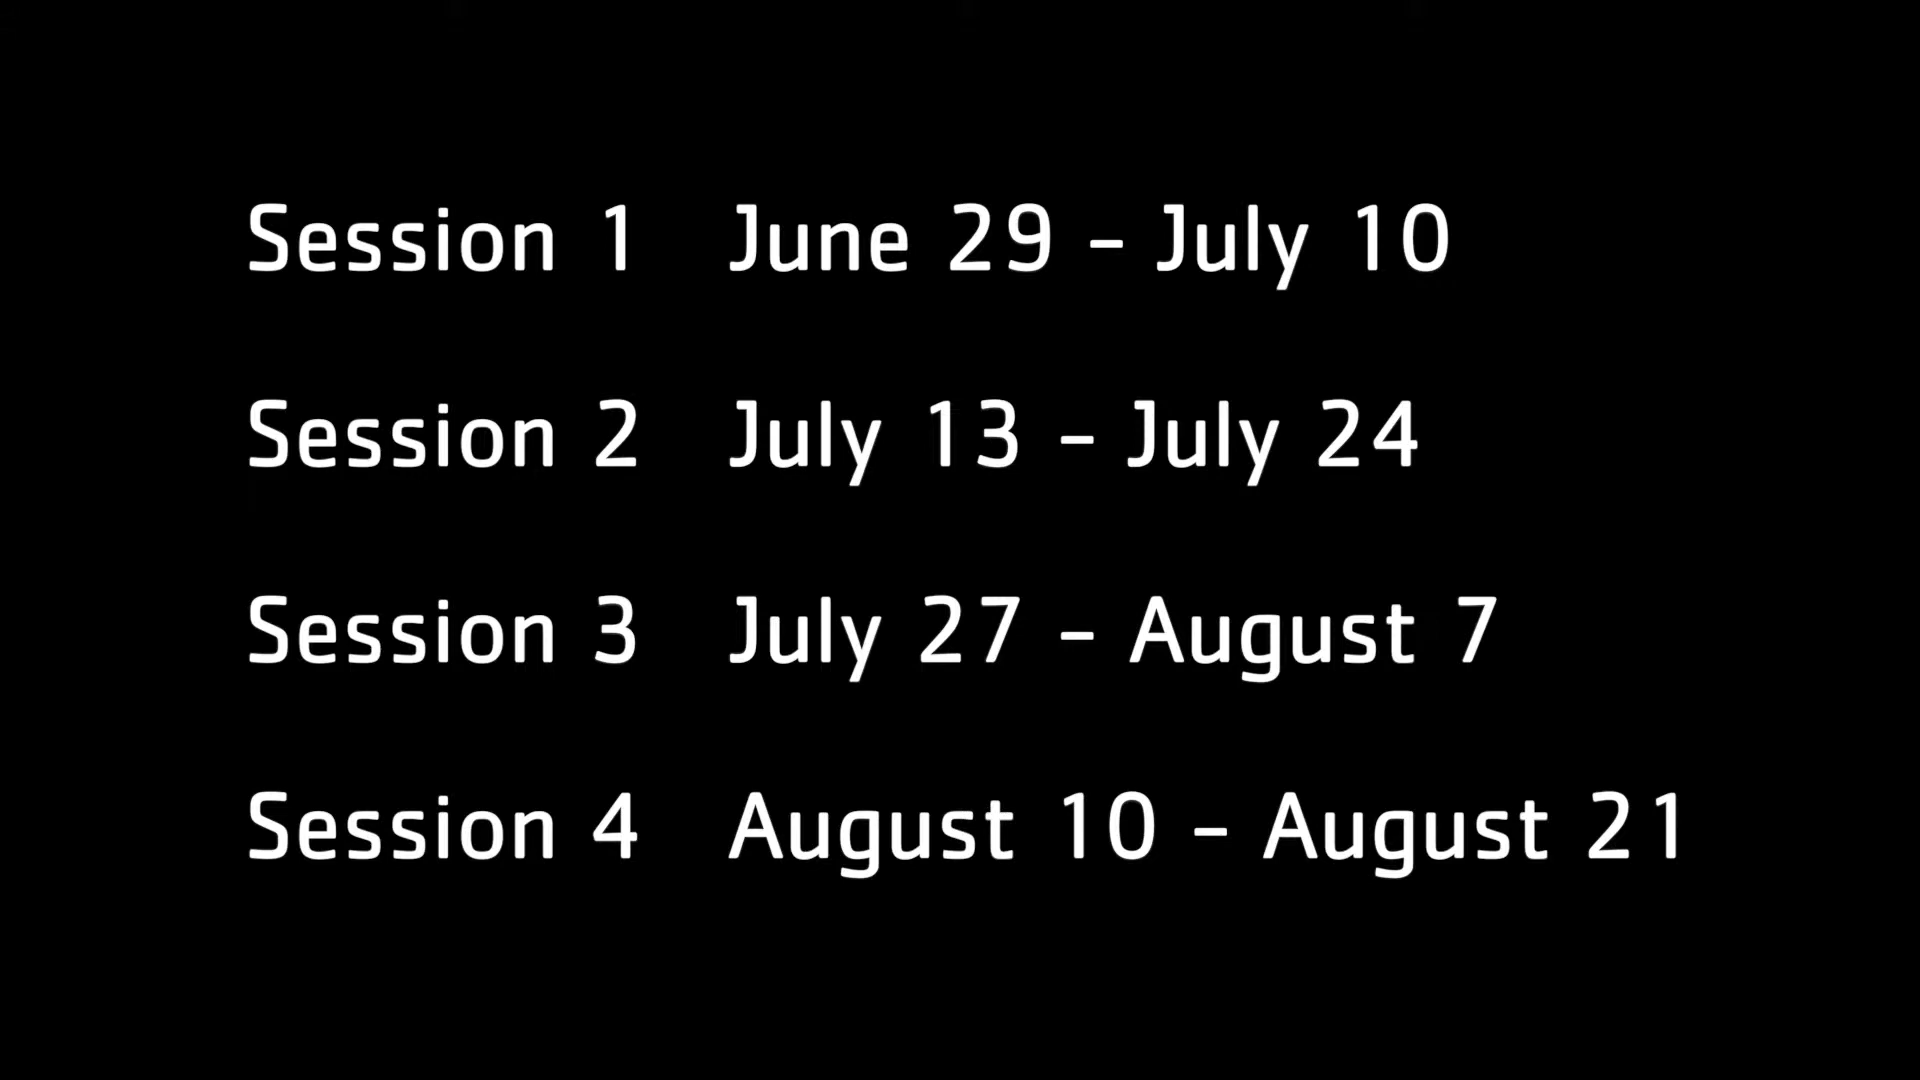 Session 1 June 29 – July 10
Session 2 July 13 – July 24
Session 3 July 27 – August 7
Session 4 August 10 – August 21